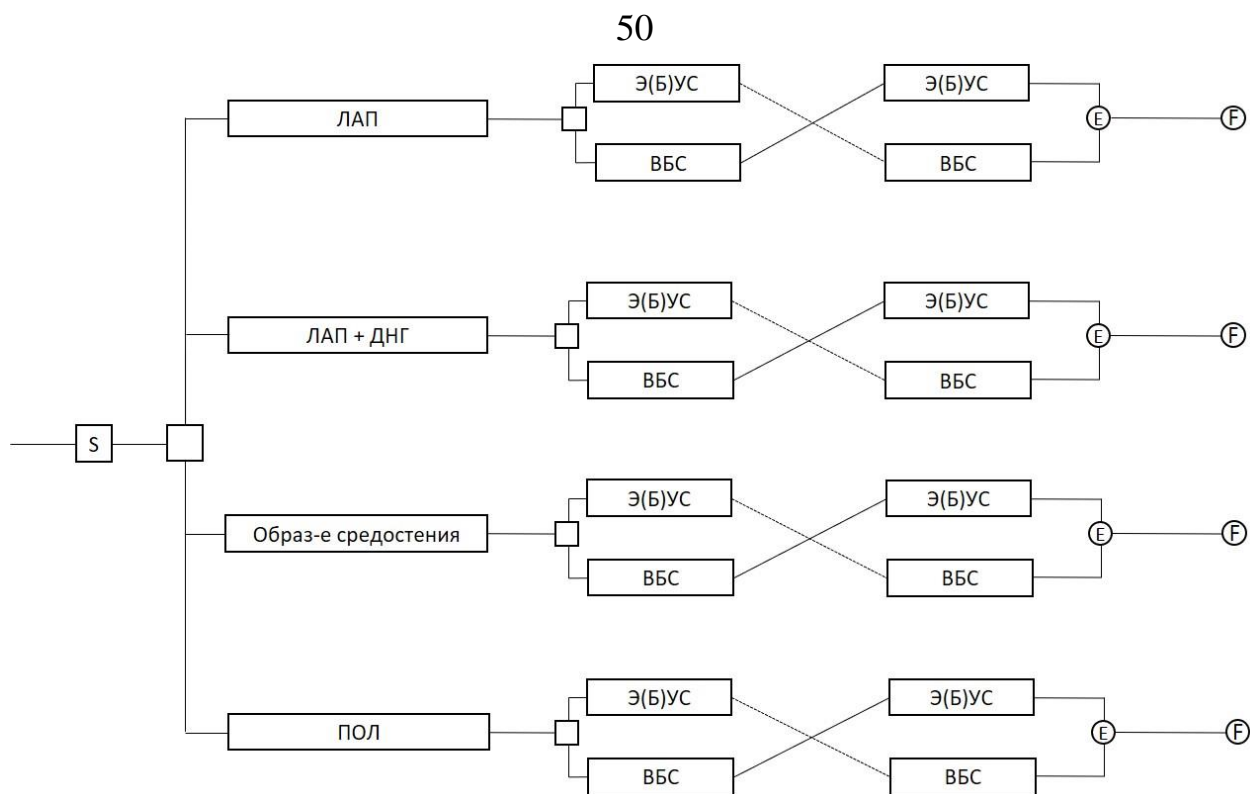 50
Э(Б)УС Э(Б)УС
ЛАП E F
ВБС ВБС
Э(Б)УС Э(Б)УС
ЛАП + ДНГ E F
ВБС ВБС
S
Э(Б)УС Э(Б)УС
Образ-е средостения E F
ВБС ВБС
Э(Б)УС Э(Б)УС
ПОЛ E F
ВБС ВБС